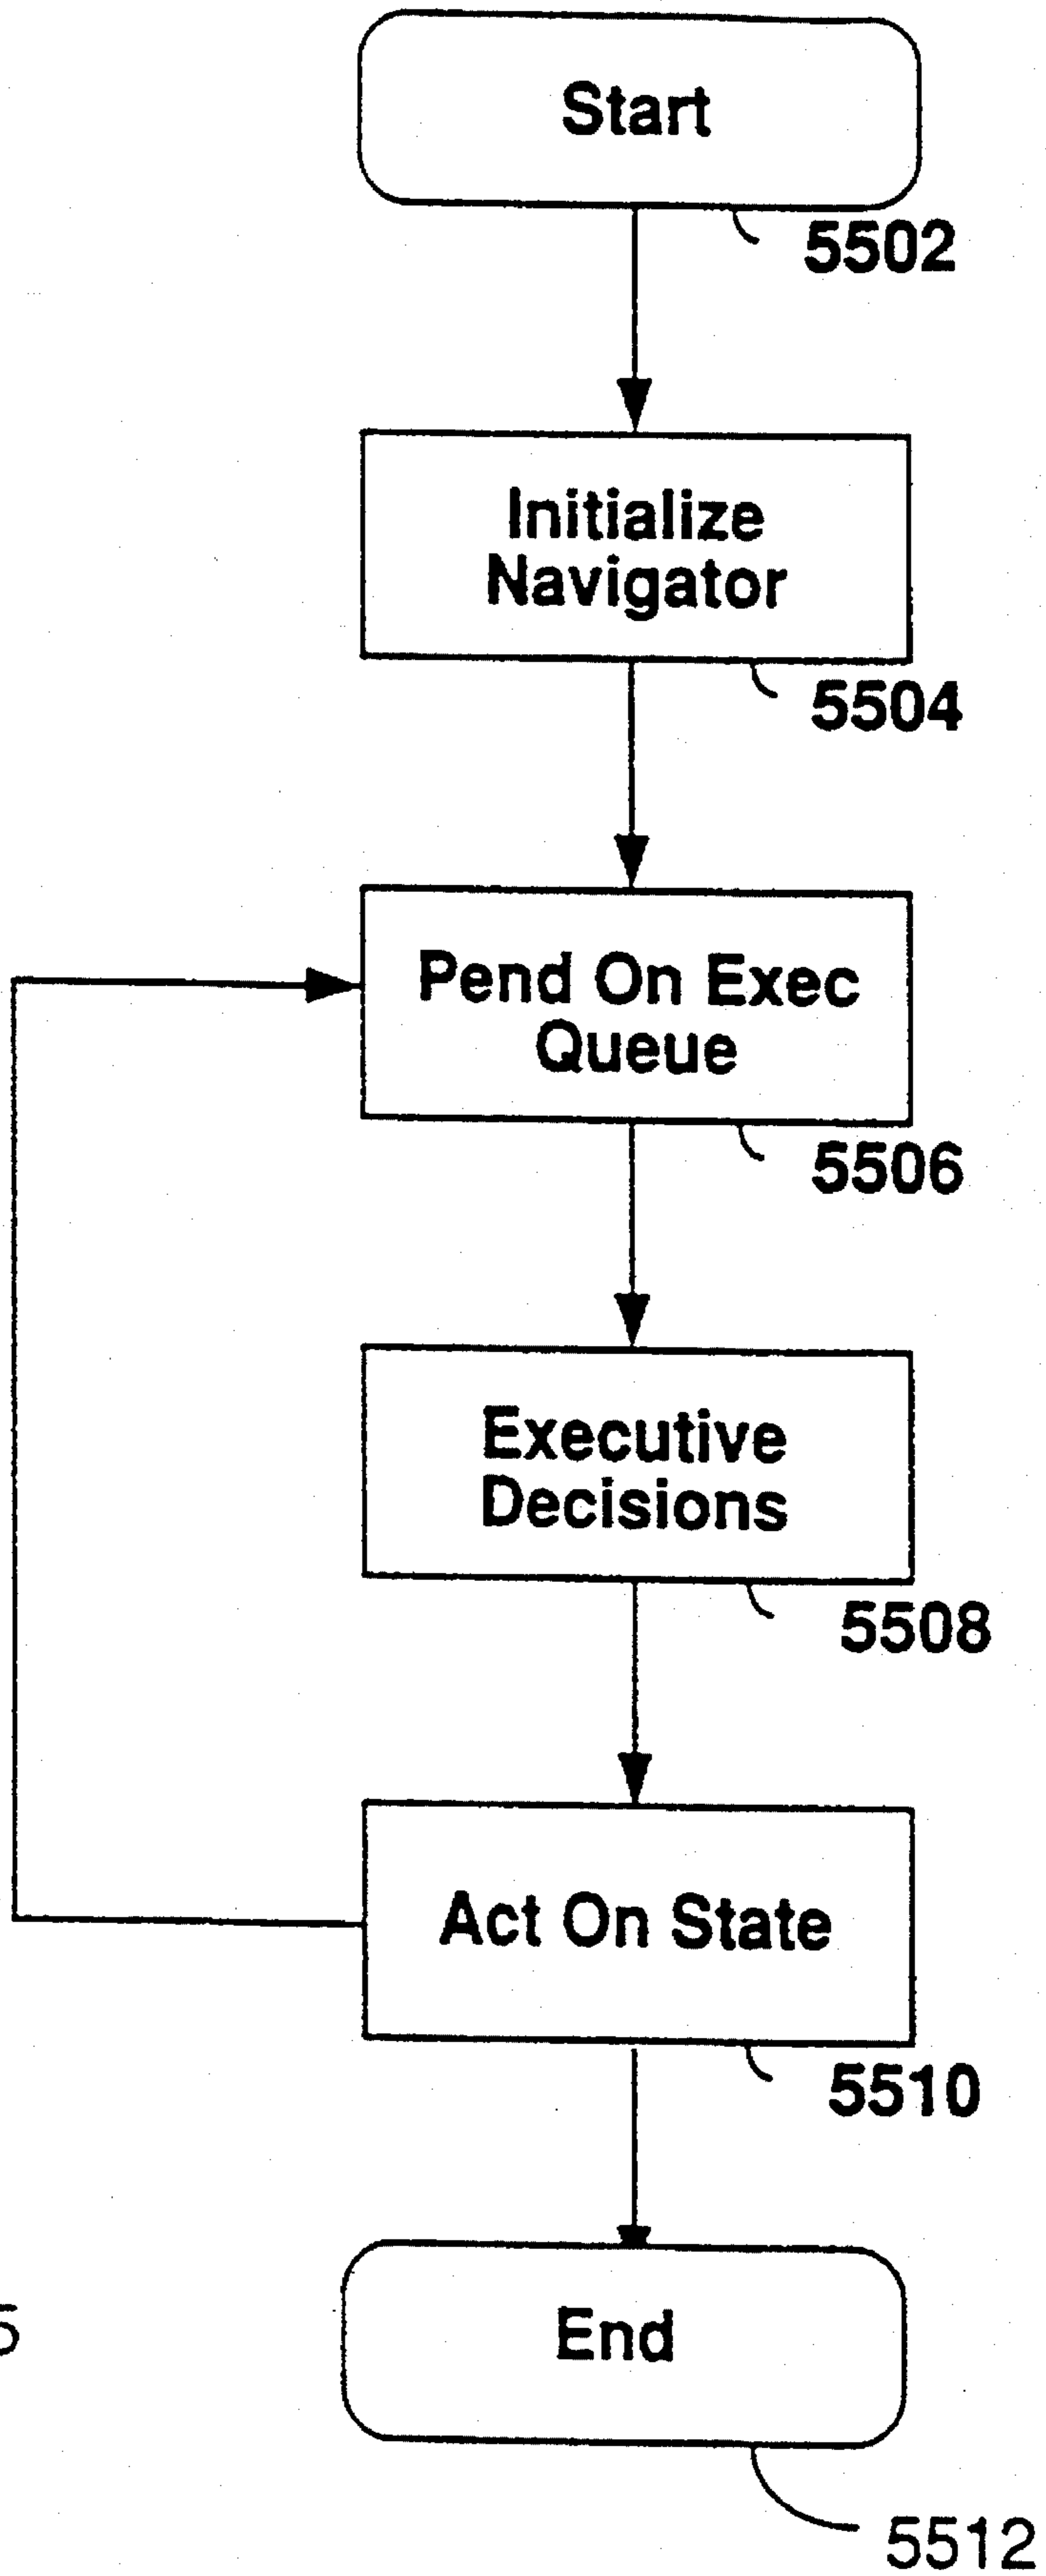 Start
5502
Initialize
Navigator
5504
Pend On Exec
Queue
5506
Executive
Decisions
5508
Act On State
5510
End
5
5512